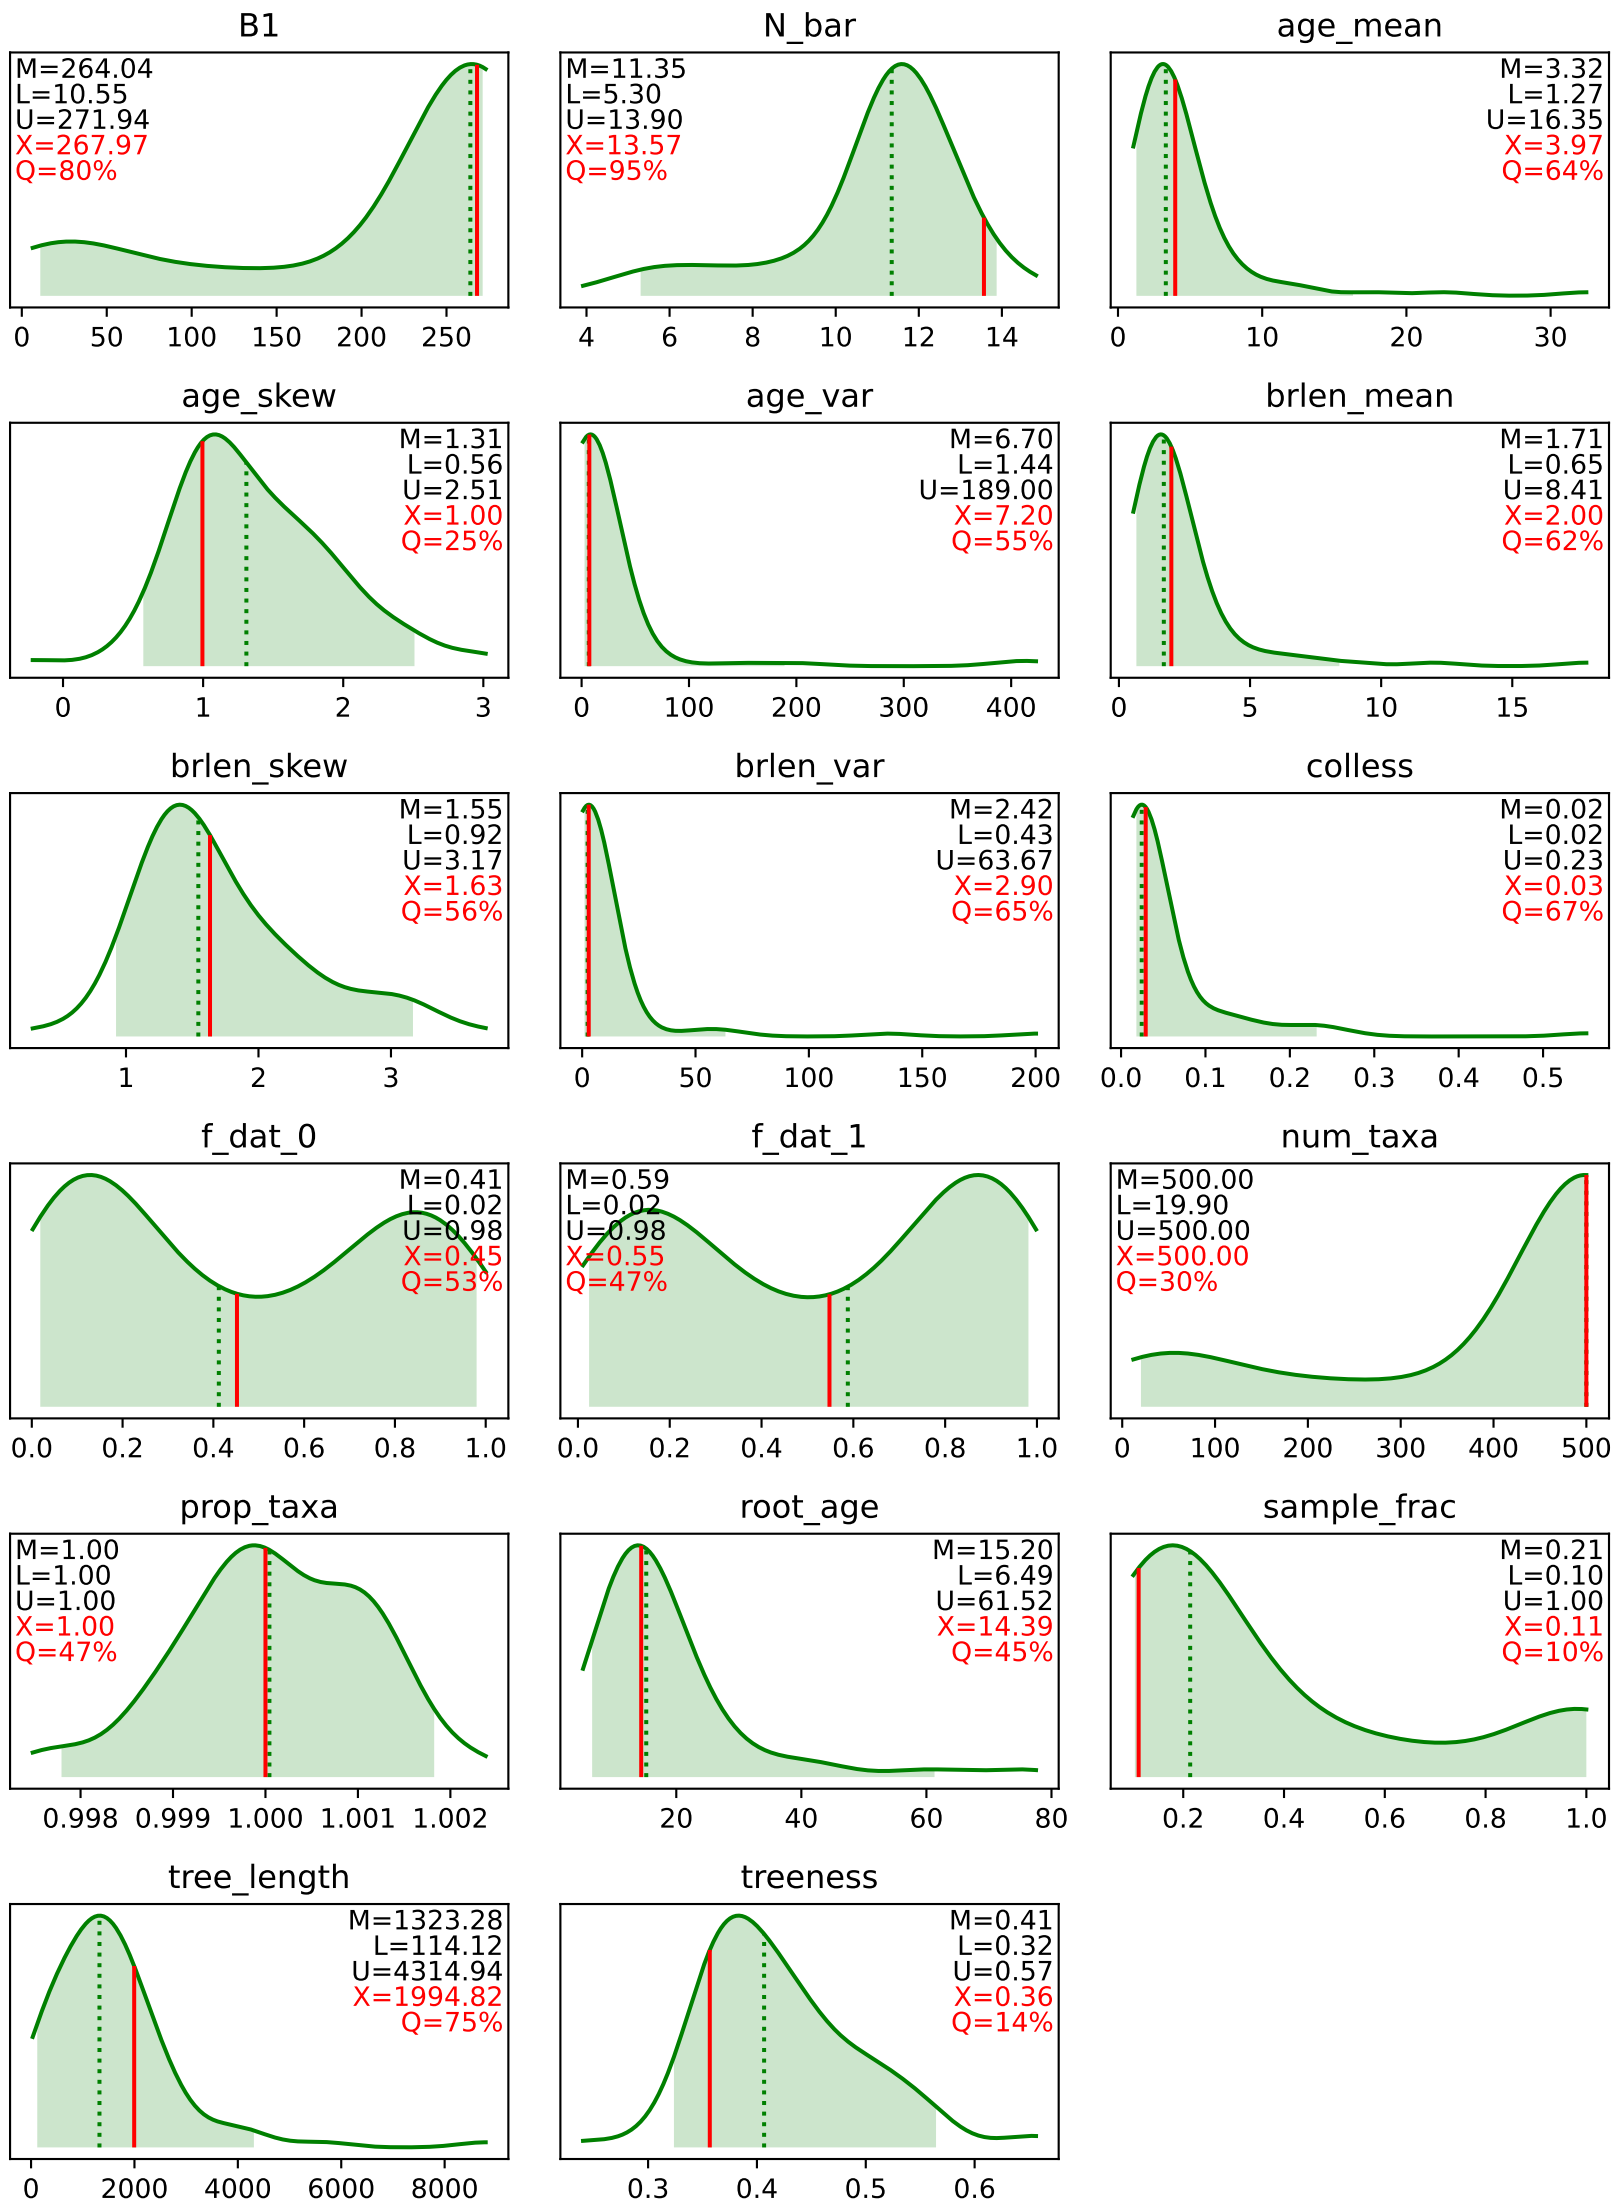 B1
M=264.04
L=10.55
U=271.94
X=267.97
Q=80%
0 50 100 150 200 250
N_bar
M=11.35
L=5.30
U=13.90
X=13.57
Q=95%
4 6 8 10 12 14
age_mean
M=3.32
L=1.27
U=16.35
X=3.97
Q=64%
0 10 20 30
age_skew
M=1.31
L=0.56
U=2.51
X=1.00
Q=25%
0 1 2 3
age_var
M=6.70
L=1.44
U=189.00
X=7.20
Q=55%
0 100 200 300 400
brlen_mean
M=1.71
L=0.65
U=8.41
X=2.00
Q=62%
0 5 10 15
brlen_skew
M=1.55
L=0.92
U=3.17
X=1.63
Q=56%
1 2 3
brlen_var
M=2.42
L=0.43
U=63.67
X=2.90
Q=65%
0 50 100 150 200
colless
M=0.02
L=0.02
U=0.23
X=0.03
Q=67%
0.0 0.1 0.2 0.3 0.4 0.5
f_dat_0
M=0.41
L=0.02
U=0.98
X=0.45
Q=53%
0.0 0.2 0.4 0.6 0.8 1.0
f_dat_1
M=0.59
L=0.02
U=0.98
X=0.55
Q=47%
0.0 0.2 0.4 0.6 0.8 1.0
num_taxa
M=500.00
L=19.90
U=500.00
X=500.00
Q=30%
0 100 200 300 400 500
prop_taxa
M=1.00
L=1.00
U=1.00
X=1.00
Q=47%
0.998 0.999 1.000 1.001 1.002
root_age
M=15.20
L=6.49
U=61.52
X=14.39
Q=45%
20 40 60 80
sample_frac
M=0.21
L=0.10
U=1.00
X=0.11
Q=10%
0.2 0.4 0.6 0.8 1.0
tree_length
M=1323.28
L=114.12
U=4314.94
X=1994.82
Q=75%
0 2000 4000 6000 8000
treeness
M=0.41
L=0.32
U=0.57
X=0.36
Q=14%
0.3 0.4 0.5 0.6